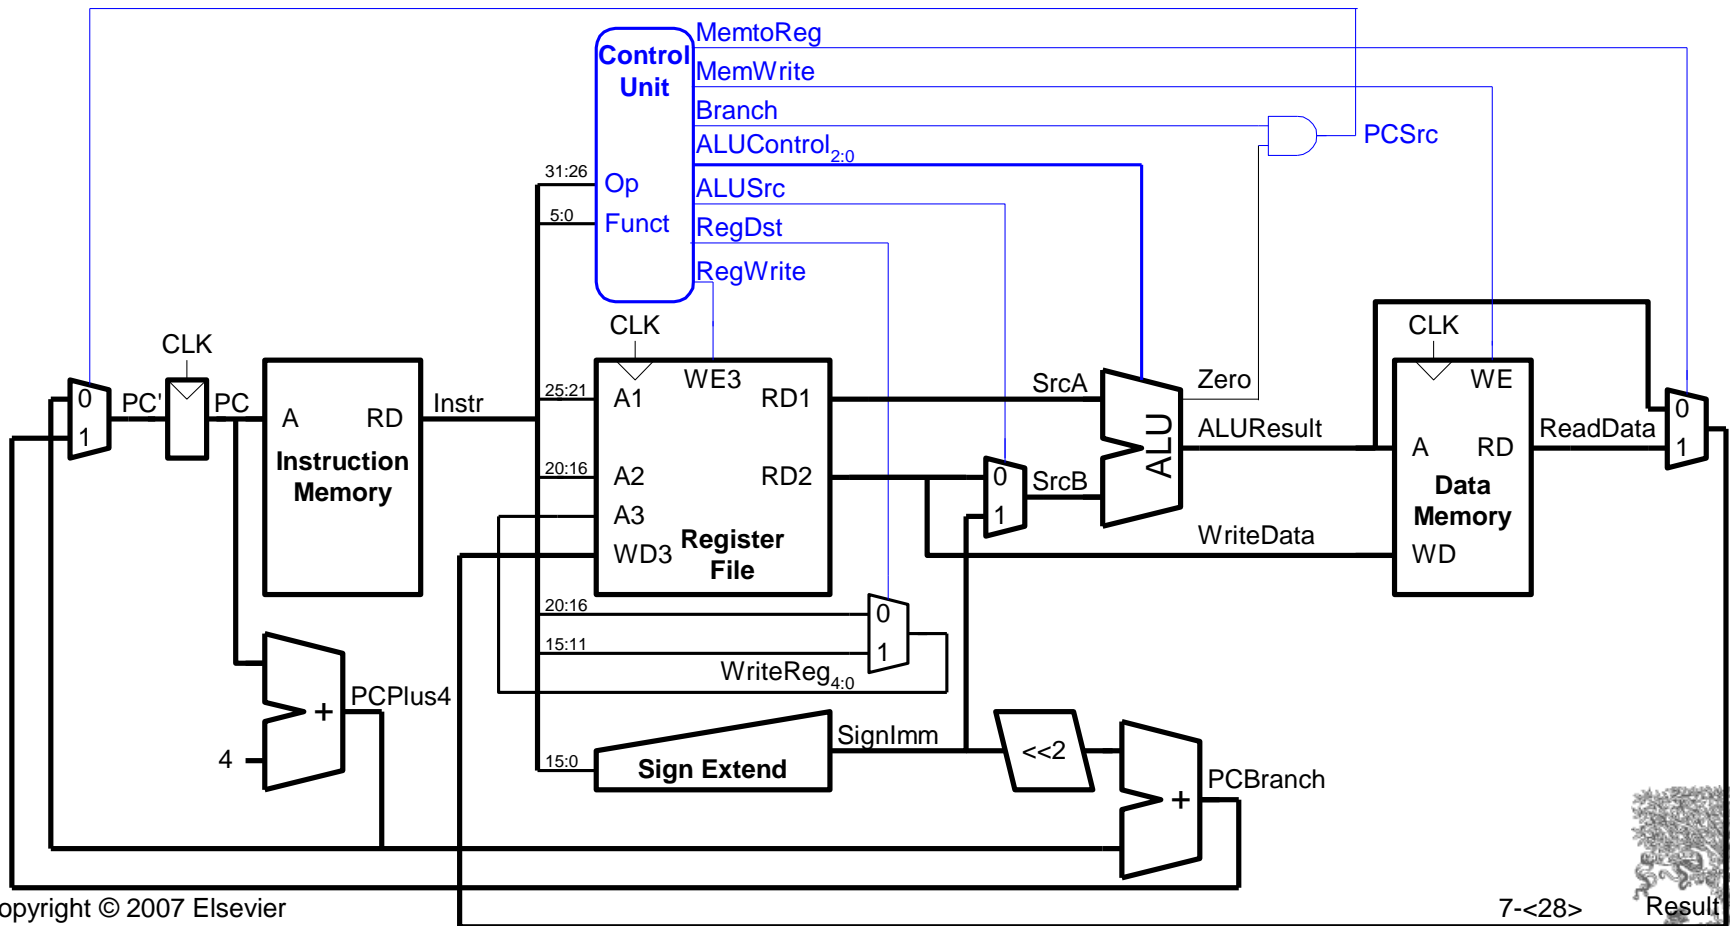 MemtoReg
Control
Unit
MemWrite
Branch
PCSrc
ALUControl2:0
31:26
Op
ALUSrc
5:0
Funct
RegDst
RegWrite
CLK
CLK
CLK
0
1
PC'
PC
A
RD
Instruction
Memory
Instr
25:21
A1
WE3
RD1
20:16
A2
RD2
A3
WD3
Register
File
SrcA
0
1
SrcB
ALU
Zero
ALUResult
WriteData
WE
A
RD
Data
Memory
WD
ReadData
0
1
20:16
0
15:11
1
WriteReg4:0
PCPlus4
+
4
15:0
Sign Extend
SignImm
<<2
PCBranch
+
opyright © 2007 Elsevier
7-<28>
Result